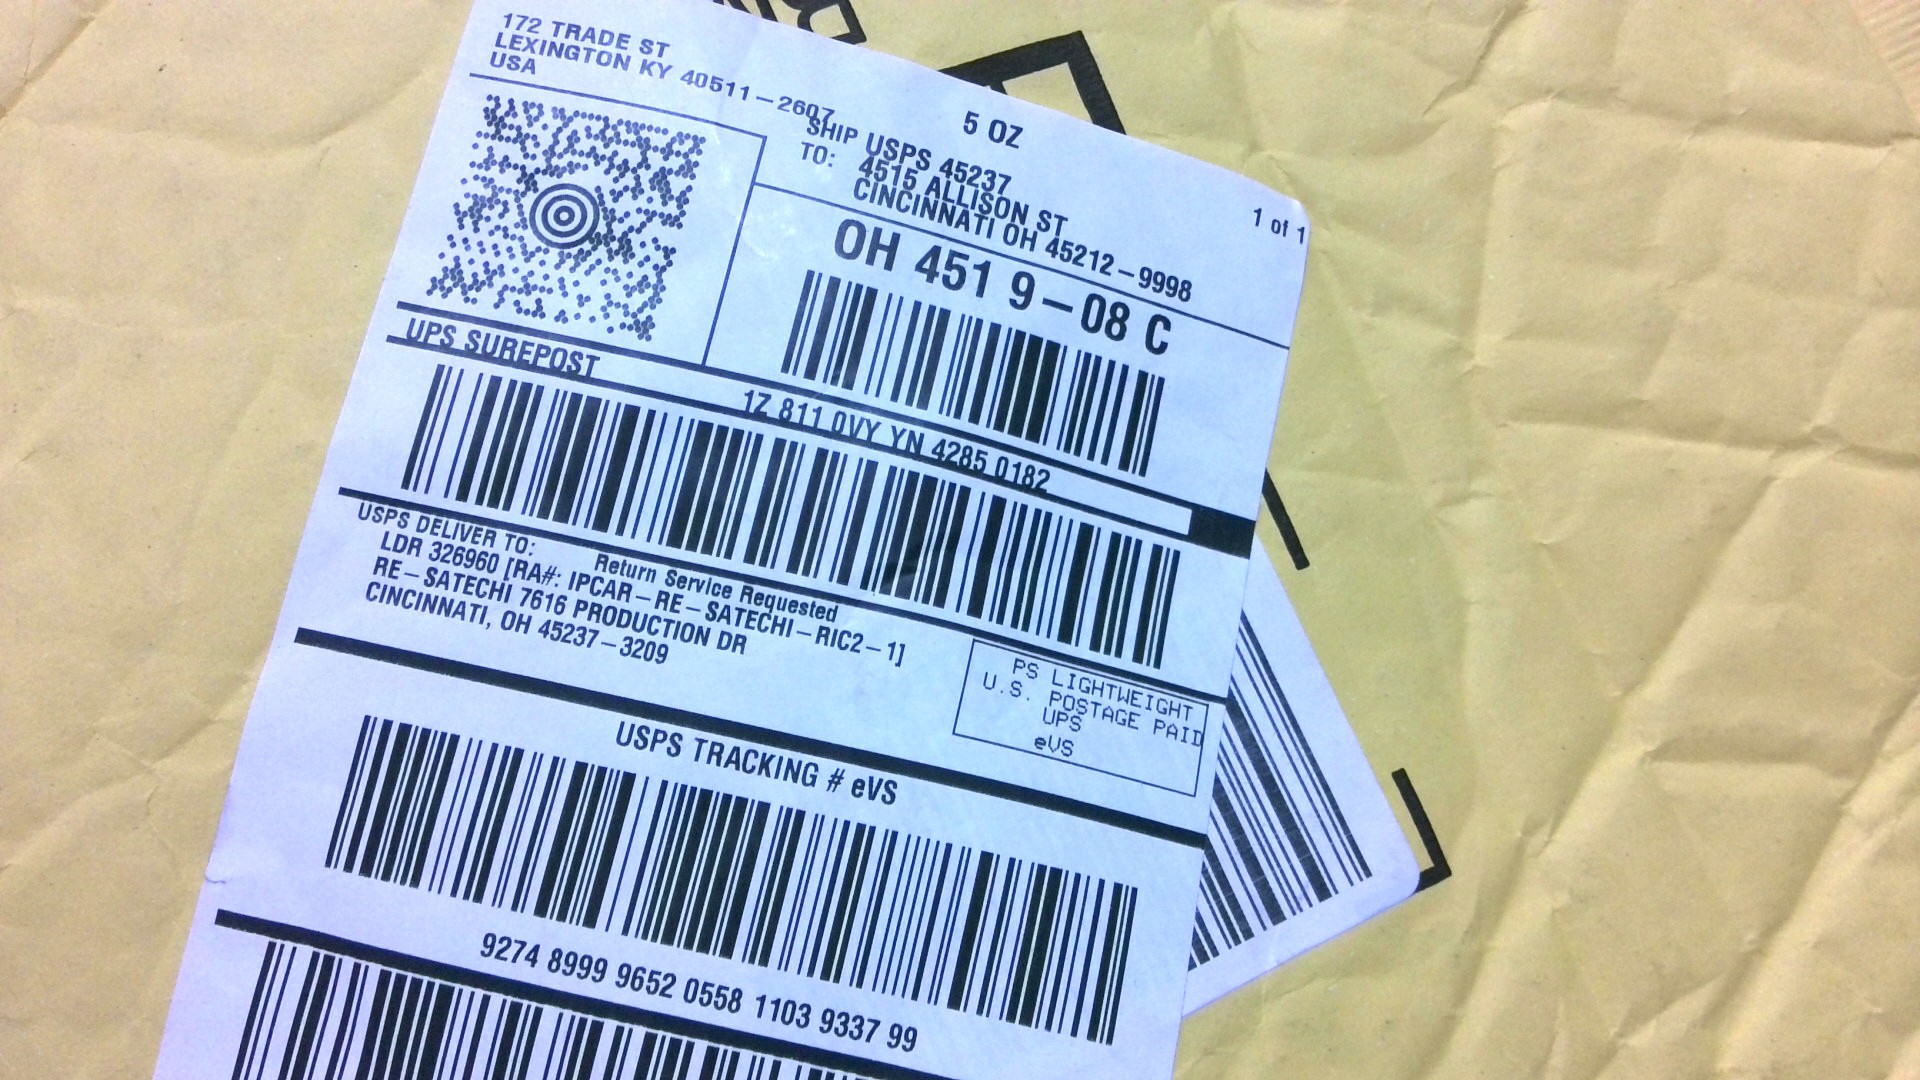 172 TRADE ST
LEXINGTON KY 40511-2607
USA
5 OZ
1 of 1
SHIP USPS 45237
TO: 4515 ALLISON ST
CINCINNATI OH 45212-9998
OH 451 9-08 C
UPS SUREPOST
1Z 811 0VY YN 4285 0182
USPS DELIVER TO:
Return Service Requested
LDR 326960 [RA#: IPCAR-RE-SATECHI-RIC2-1]
RE-SATECHI 7616 PRODUCTION DR
CINCINNATI, OH 45237-3209
PS LIGHTWEIGHT
U.S. POSTAGE PAID
UPS
eVS
USPS TRACKING # eVS
9274 8999 9652 0558 1103 9337 99